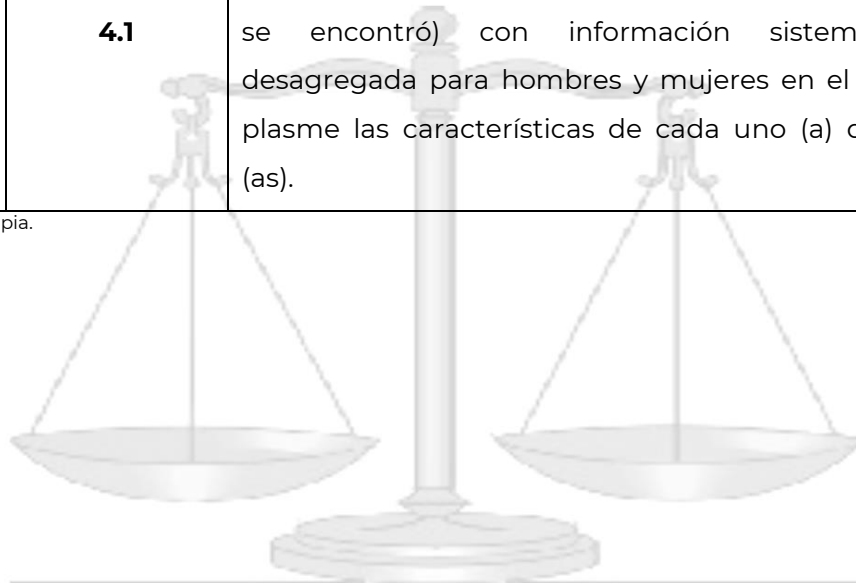 4.1
se encontró) con información sistem
desagregada para hombres y mujeres en el
plasme las características de cada uno (a)
(as).
pia.